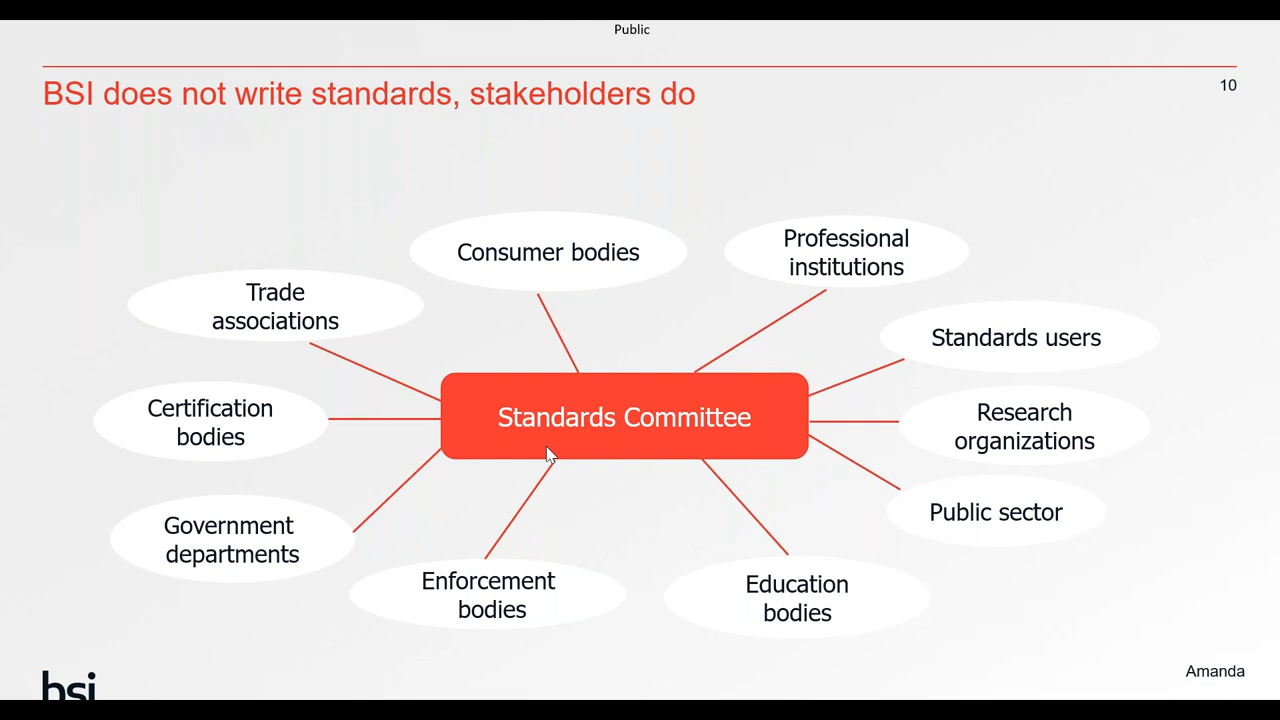 Public
BSI does not write standards, stakeholders do
10
Consumer bodies
Professional
institutions
Trade
associations
Standards users
Certification
bodies
Standards Committee
Research
organizations
Government
departments
Public sector
Enforcement
bodies
Education
bodies
Amanda
bsi